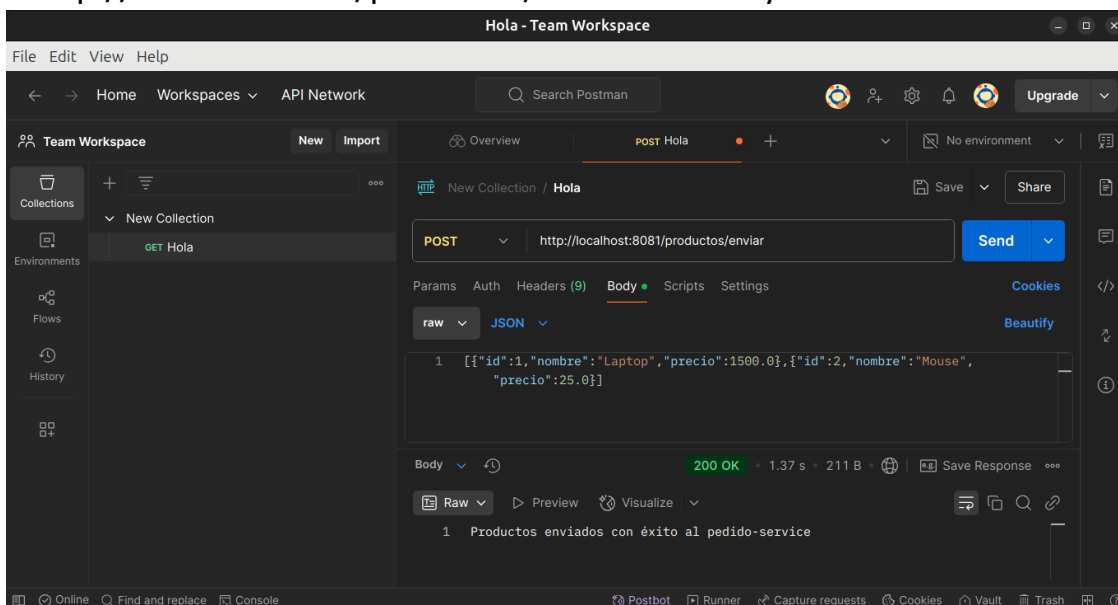 Hola - Team Workspace
File Edit View Help
Home Workspaces API Network Search Postman Upgrade
Team Workspace New Import Overview POST Hola No environment
Collections
New Collection
GET Hola
Environments
Flows
History
HTTP New Collection / Hola Save Share
POST http://localhost:8081/productos/enviar Send
Params Auth Headers (9) Body Scripts Settings Cookies
raw JSON Beautify
1 [{"id":1,"nombre":"Laptop","precio":1500.0},{"id":2,"nombre":"Mouse",
"precio":25.0}]
Body 200 OK 1.37 s 211 B e.g. Save Response
Raw Preview Visualize
1 Productos enviados con éxito al pedido-service
Online Find and replace Console Postbot Runner Capture requests Cookies Vault Trash